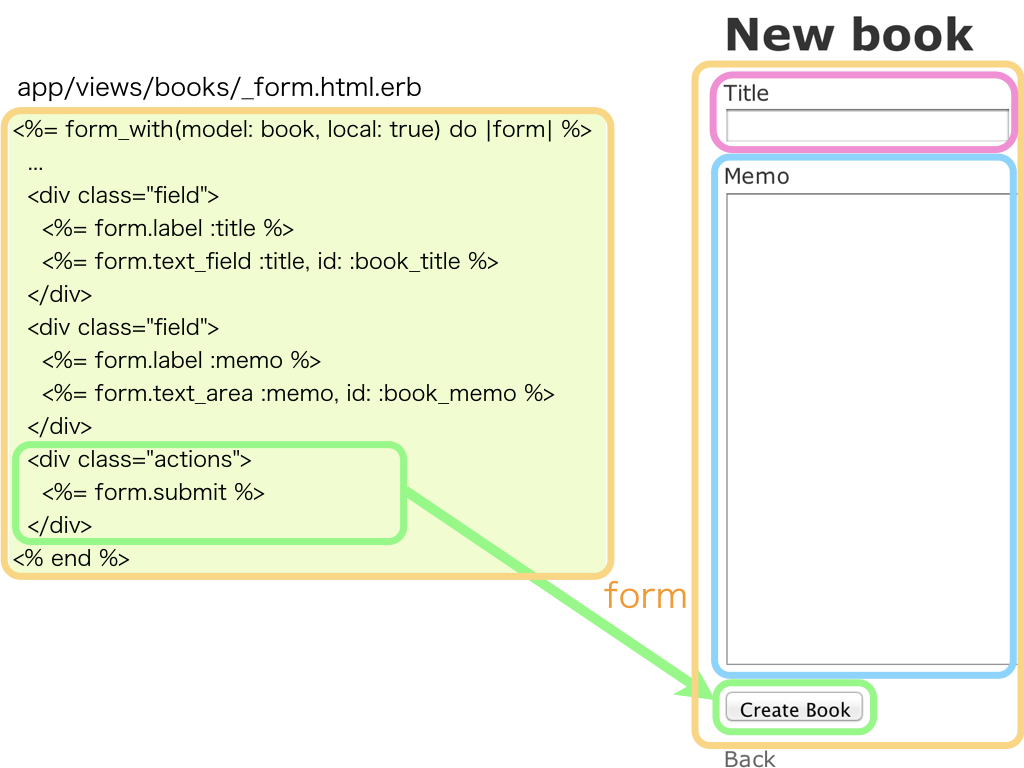 New book
app/views/books/_form.html.erb
<%= form_with(model: book, local: true) do |form| %>
...
<div class="field">
<%= form.label :title %>
<%= form.text_field :title, id: :book_title %>
</div>
<div class="field">
<%= form.label :memo %>
<%= form.text_area :memo, id: :book_memo %>
</div>
<div class="actions">
<%= form.submit %>
</div>
<% end %>
form
Title
Memo
Create Book
Back